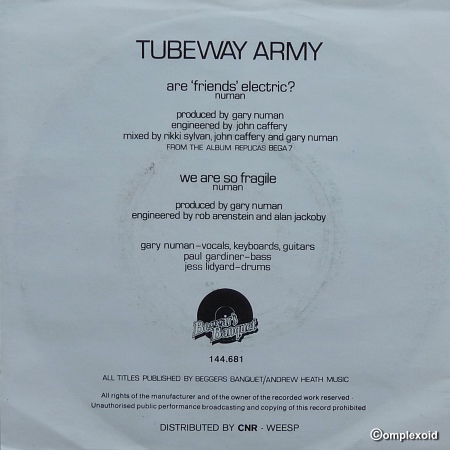 TUBEWAY ARMY
are 'friends' electric?
numan
produced by gary numan
engineered by john caffery
mixed by rikki sylvan, john caffery and gary numan
FROM THE ALBUM REPLICAS BEGA 7
we are so fragile
numan
produced by gary numan
engineered by rob arenstein and alan jackoby
gary numan–vocals, keyboards, guitars
paul gardiner–bass
jess lidyard–drums
Beggars
Banquet
144.681
ALL TITLES PUBLISHED BY BEGGERS BANQUET/ANDREW HEATH MUSIC
All rights of the manufacturer and of the owner of the recorded work reserved -
Unauthorised public performance broadcasting and copying of this record prohibited
DISTRIBUTED BY CNR - WEESP
©omplexoid